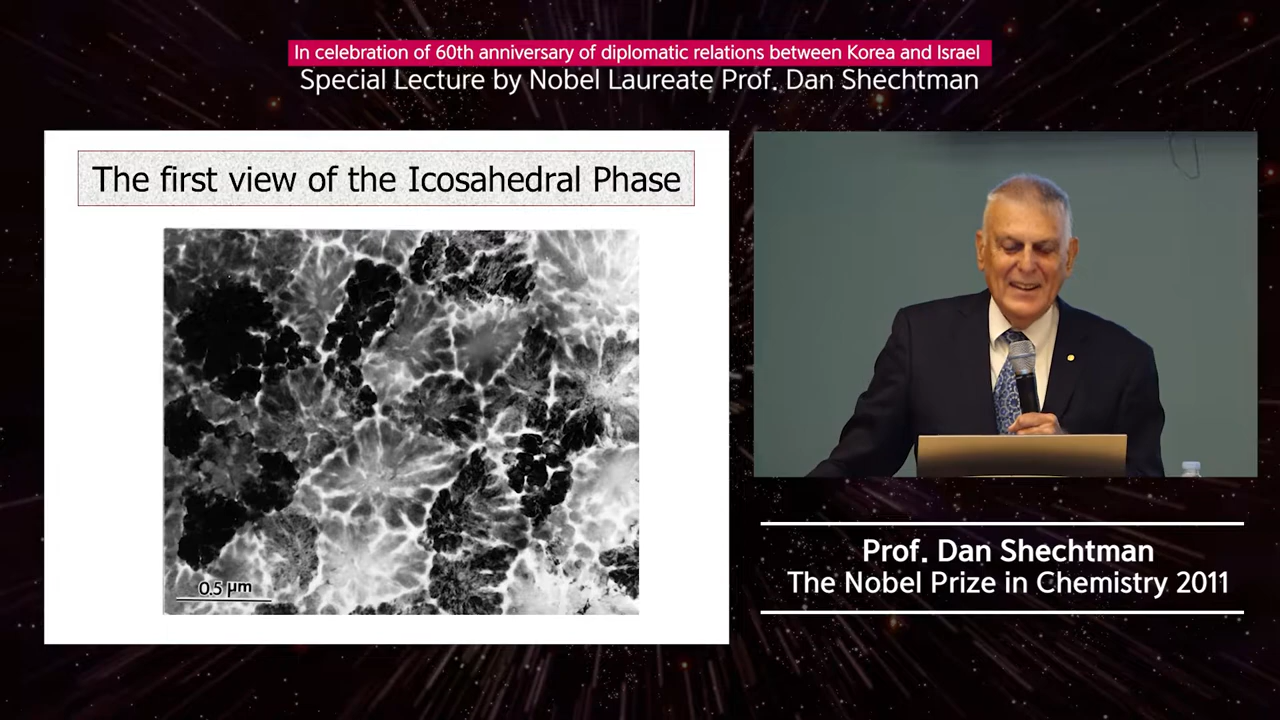 In celebration of 60th anniversary of diplomatic relations between Korea and Israel
Special Lecture by Nobel Laureate Prof. Dan Shechtman
The first view of the Icosahedral Phase
0.5 µm
Prof. Dan Shechtman
The Nobel Prize in Chemistry 2011